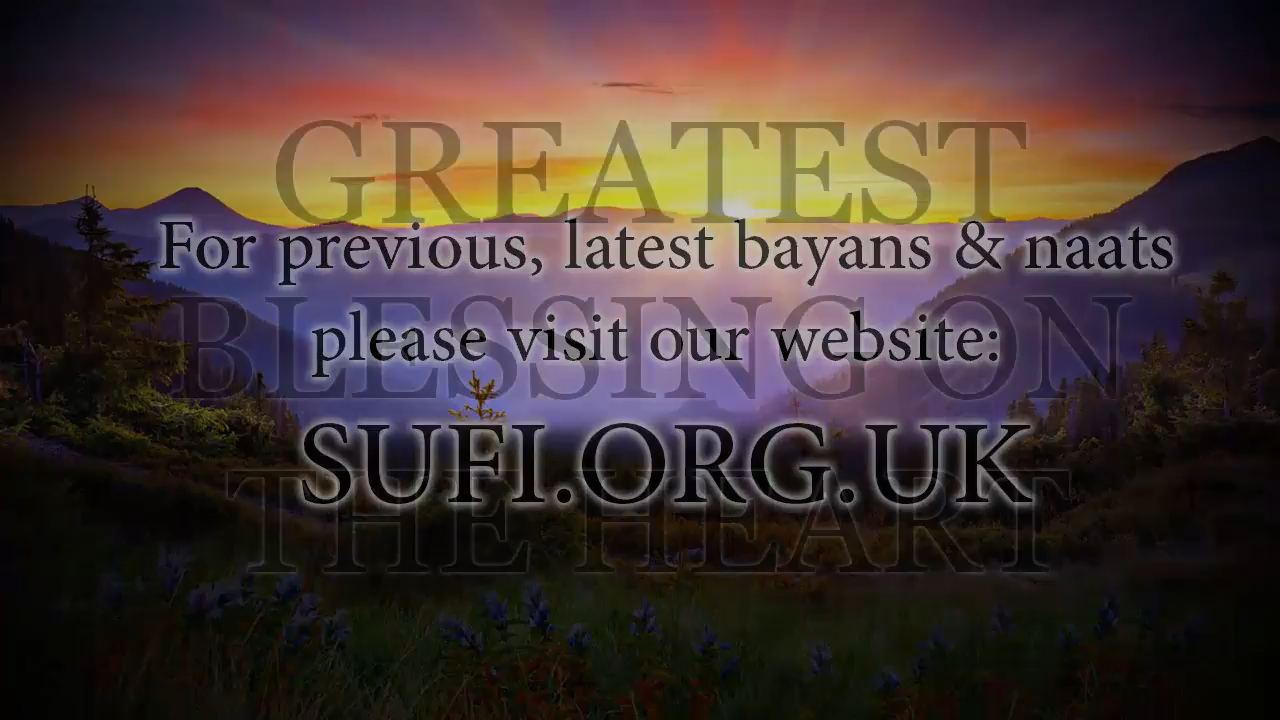 GREATEST
For previous, latest bayans & naats
BLESSING ON
please visit our website:
SUFI.ORG.UK
THE HEART